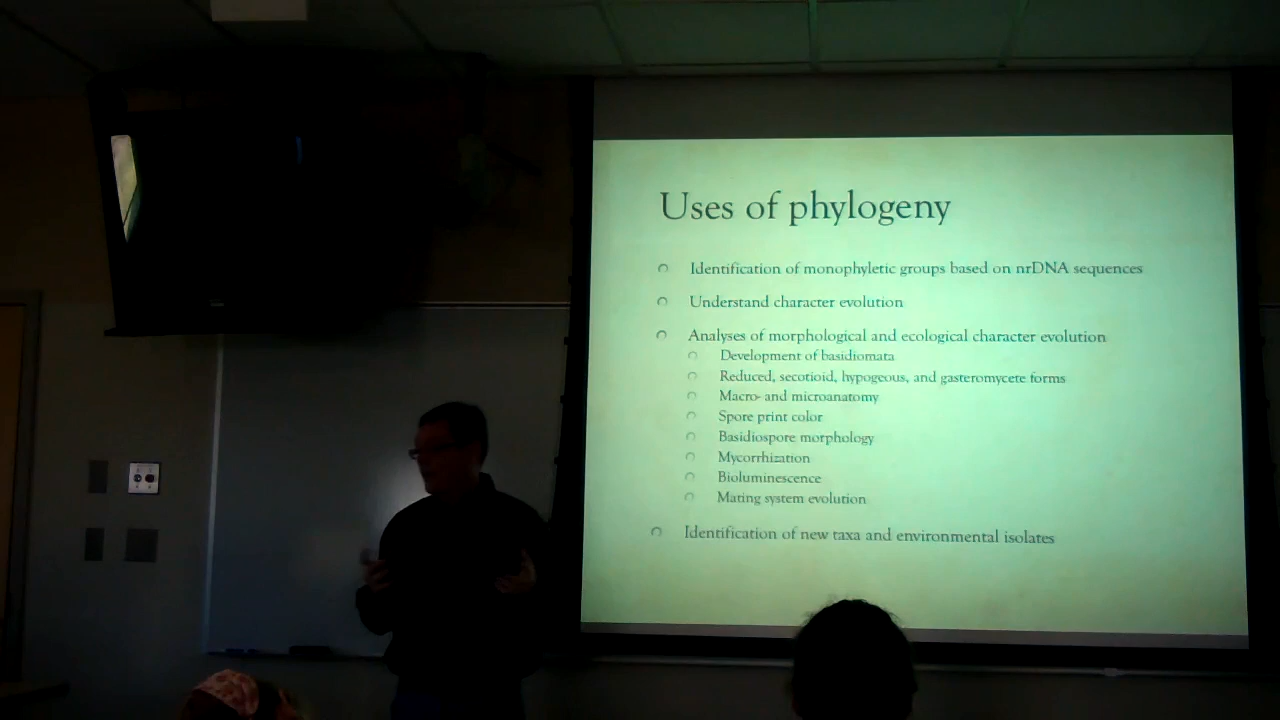 Uses of phylogeny
Identification of monophyletic groups based on nrDNA sequences
Understand character evolution
Analyses of morphological and ecological character evolution
Development of basidiomata
Reduced, secotioid, hypogeous, and gasteromycete forms
Macro- and microanatomy
Spore print color
Basidiospore morphology
Mycorrhization
Bioluminescence
Mating system evolution
Identification of new taxa and environmental isolates